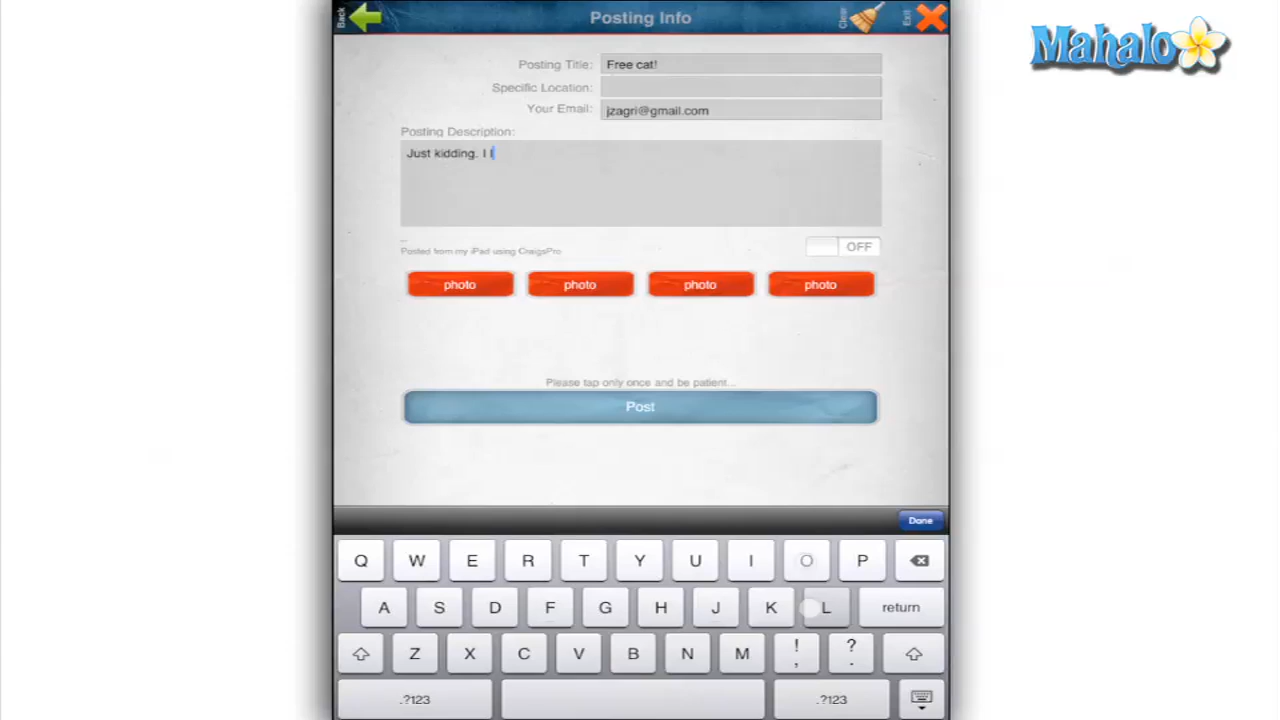 Back
Posting Info
Clear
Exit
Mahalo
Posting Title: Free cat!
Specific Location:
Your Email: jzagri@gmail.com
Posting Description:
Just kidding. I l
--
Posted from my iPad using CraigsPro
OFF
photo photo photo photo
Please tap only once and be patient...
Post
Done
Q W E R T Y U I O P
A S D F G H J K L return
Z X C V B N M ! , ? .
.?123 .?123